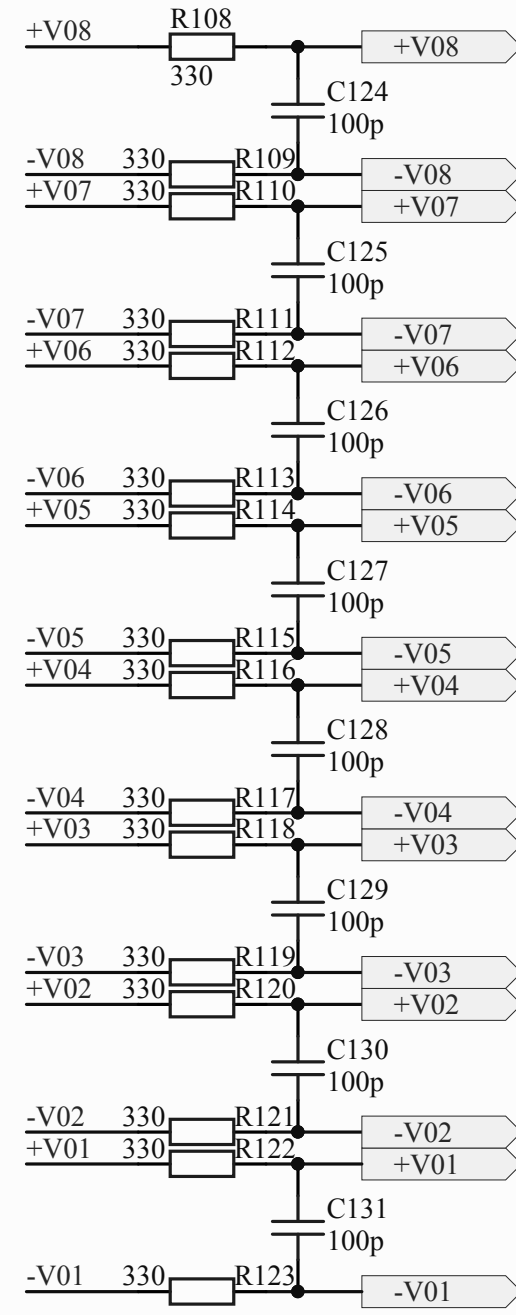 +V08 R108 +V08
330
C124
100p
-V08 330 R109 -V08
+V07 330 R110 +V07
C125
100p
-V07 330 R111 -V07
+V06 330 R112 +V06
C126
100p
-V06 330 R113 -V06
+V05 330 R114 +V05
C127
100p
-V05 330 R115 -V05
+V04 330 R116 +V04
C128
100p
-V04 330 R117 -V04
+V03 330 R118 +V03
C129
100p
-V03 330 R119 -V03
+V02 330 R120 +V02
C130
100p
-V02 330 R121 -V02
+V01 330 R122 +V01
C131
100p
-V01 330 R123 -V01